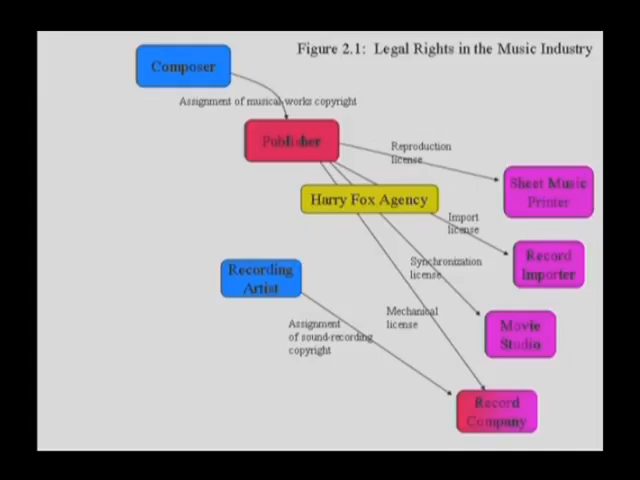 Figure 2.1: Legal Rights in the Music Industry
Composer
Assignment of musical works copyright
Publisher
Reproduction
license
Sheet Music
Printer
Harry Fox Agency
Import
license
Record
Importer
Recording
Artist
Synchronization
license
Mechanical
license
Movie
Studio
Assignment
of sound-recording
copyright
Record
Company